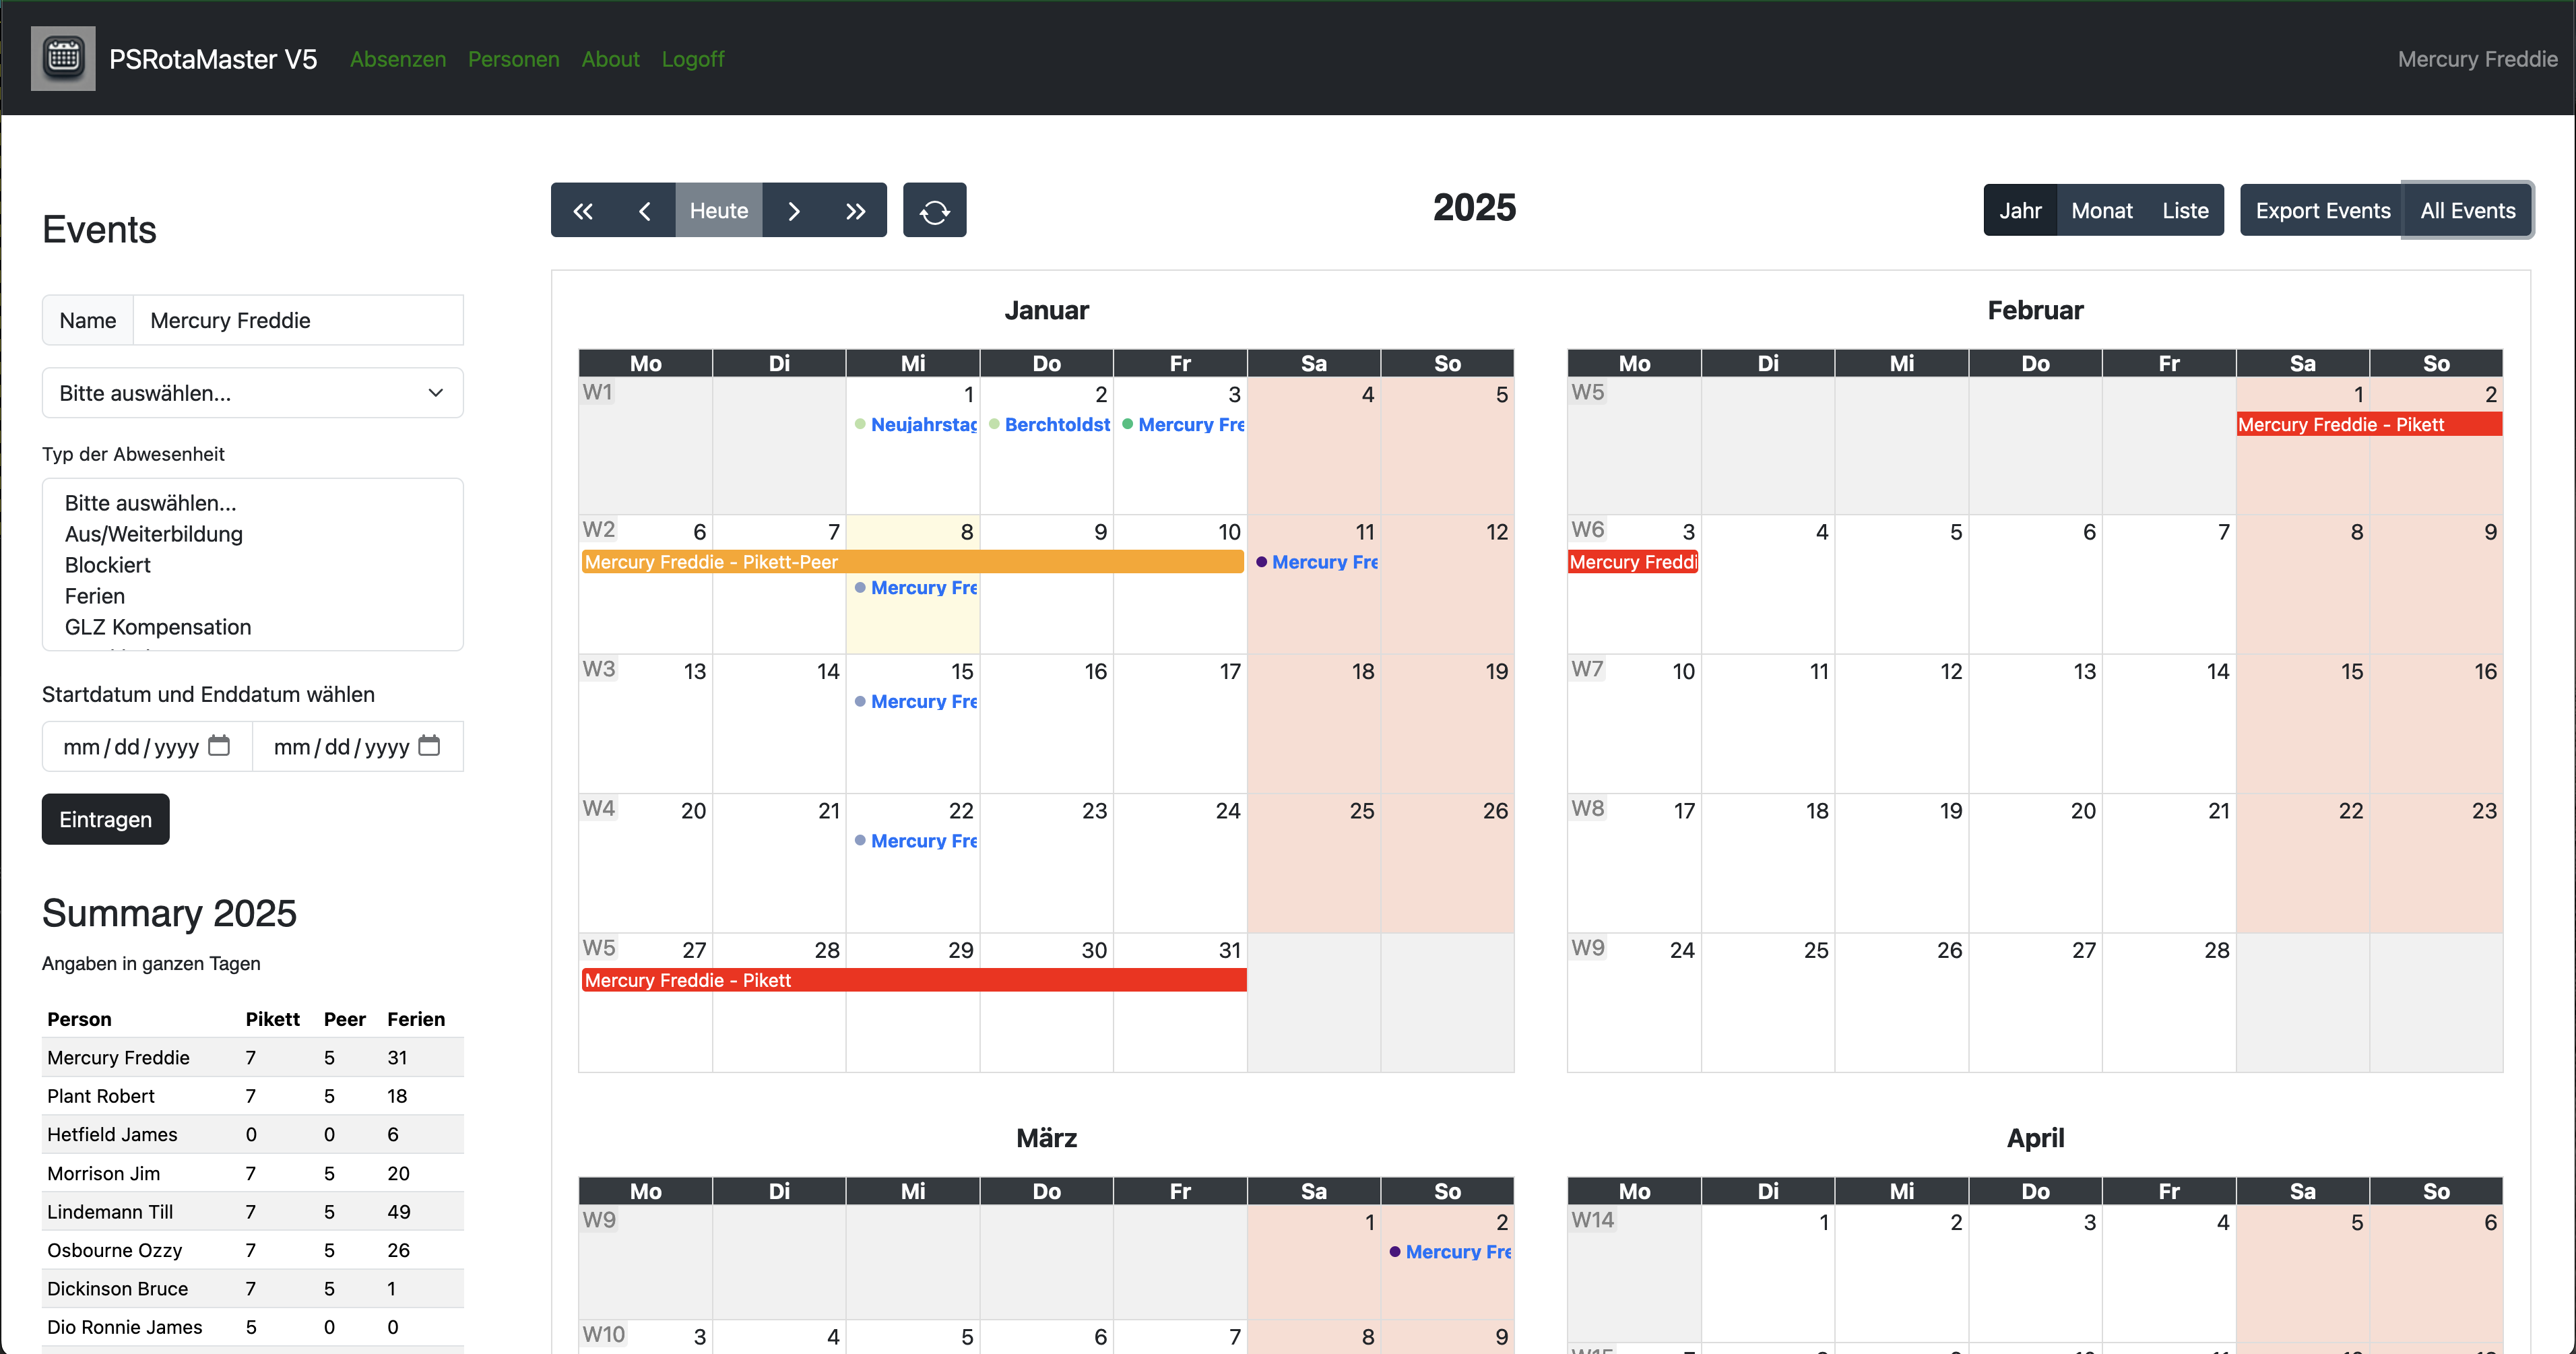 PSRotaMaster V5 Absenzen Personen About Logoff Mercury Freddie
Events
Name Mercury Freddie
Bitte auswählen...
Typ der Abwesenheit
Bitte auswählen...
Aus/Weiterbildung
Blockiert
Ferien
GLZ Kompensation
Startdatum und Enddatum wählen
mm/dd/yyyy mm/dd/yyyy
Eintragen
Summary 2025
Angaben in ganzen Tagen
Person Pikett Peer Ferien
Mercury Freddie 7 5 31
Plant Robert 7 5 18
Hetfield James 0 0 6
Morrison Jim 7 5 20
Lindemann Till 7 5 49
Osbourne Ozzy 7 5 26
Dickinson Bruce 7 5 1
Dio Ronnie James 5 0 0
Heute
2025
Jahr Monat Liste Export Events All Events
Januar
Mo Di Mi Do Fr Sa So
W1 1 2 3 4 5
Neujahrstag Berchtoldst Mercury Fre
W2 6 7 8 9 10 11 12
Mercury Freddie - Pikett-Peer Mercury Fre
Mercury Fre
W3 13 14 15 16 17 18 19
Mercury Fre
W4 20 21 22 23 24 25 26
Mercury Fre
W5 27 28 29 30 31
Mercury Freddie - Pikett
Februar
Mo Di Mi Do Fr Sa So
W5 1 2
Mercury Freddie - Pikett
W6 3 4 5 6 7 8 9
Mercury Freddi
W7 10 11 12 13 14 15 16
W8 17 18 19 20 21 22 23
W9 24 25 26 27 28
März
Mo Di Mi Do Fr Sa So
W9 1 2
Mercury Fre
W10 3 4 5 6 7 8 9
April
Mo Di Mi Do Fr Sa So
W14 1 2 3 4 5 6